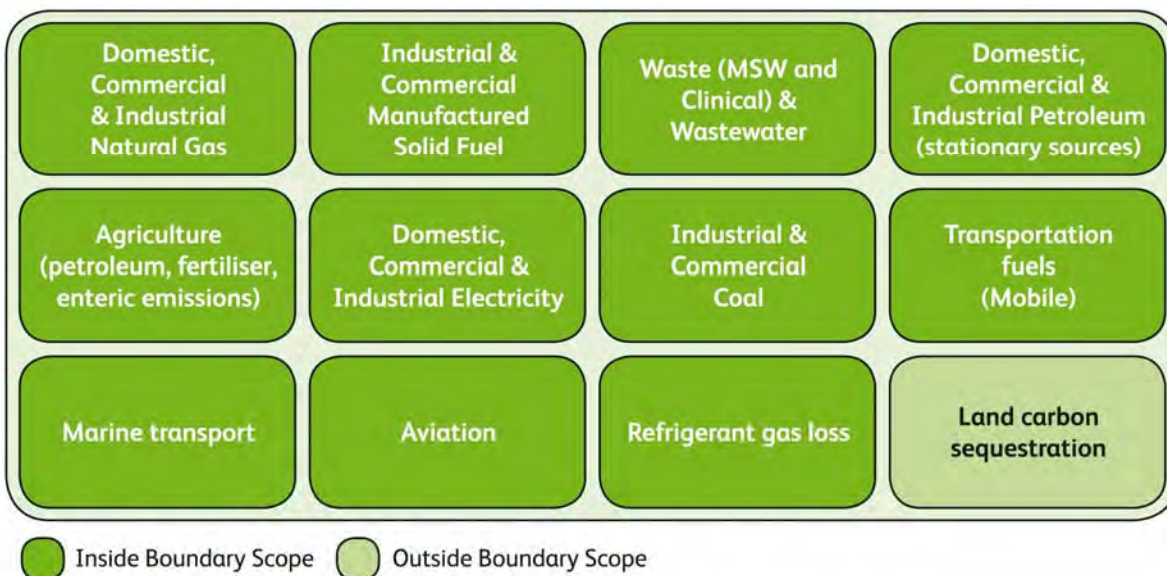 Domestic,
Commercial
& Industrial
Natural Gas
Industrial &
Commercial
Manufactured
Solid Fuel
Waste (MSW and
Clinical) &
Wastewater
Domestic,
Commercial &
Industrial Petroleum
(stationary sources)
Agriculture
(petroleum, fertiliser,
enteric emissions)
Domestic,
Commercial &
Industrial Electricity
Industrial &
Commercial
Coal
Transportation
fuels
(Mobile)
Marine transport
Aviation
Refrigerant gas loss
Land carbon
sequestration
Inside Boundary Scope
Outside Boundary Scope